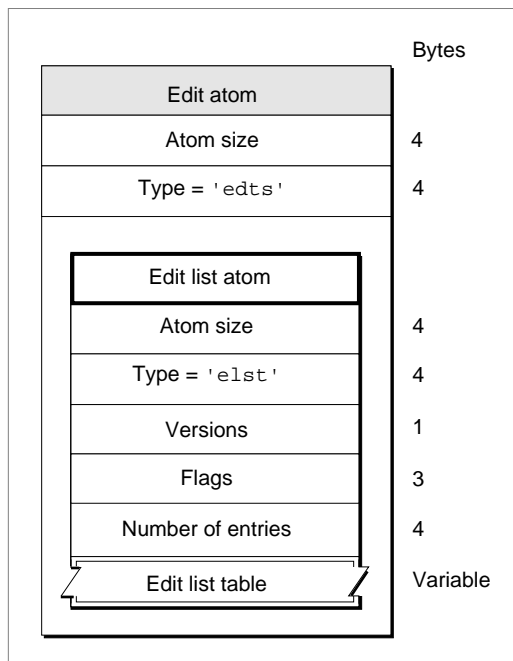 Bytes
Edit atom
Atom size 4
Type = 'edts' 4
Edit list atom
Atom size 4
Type = 'elst' 4
Versions 1
Flags 3
Number of entries 4
Edit list table Variable